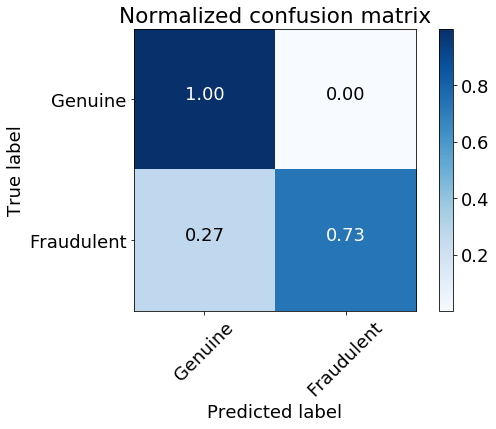 Normalized confusion matrix
True label
Genuine
1.00 0.00
Fraudulent
0.27 0.73
Genuine
Fraudulent
Predicted label
0.8
0.6
0.4
0.2